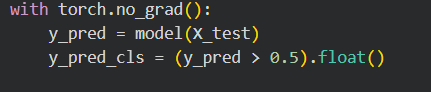 with torch.no_grad():
    y_pred = model(X_test)
    y_pred_cls = (y_pred > 0.5).float()